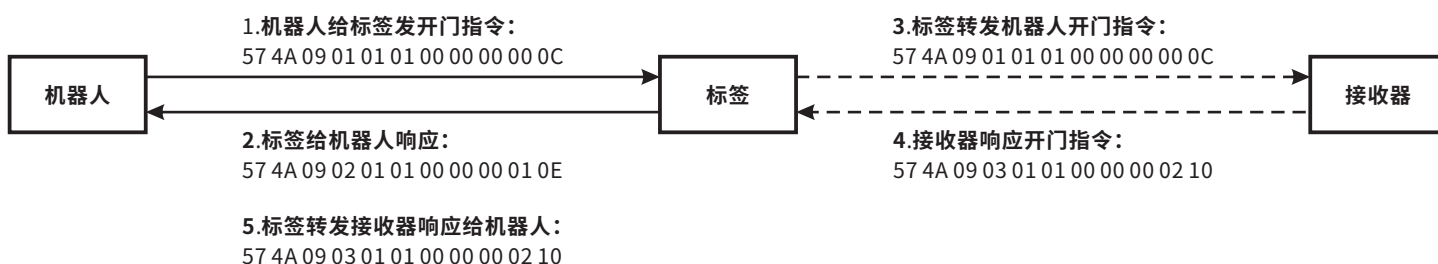 1.机器人给标签发开门指令：
57 4A 09 01 01 01 00 00 00 00 0C
3.标签转发机器人开门指令：
57 4A 09 01 01 01 00 00 00 00 0C
机器人
标签
接收器
2.标签给机器人响应：
57 4A 09 02 01 01 00 00 00 01 0E
4.接收器响应开门指令：
57 4A 09 03 01 01 00 00 00 02 10
5.标签转发接收器响应给机器人：
57 4A 09 03 01 01 00 00 00 02 10